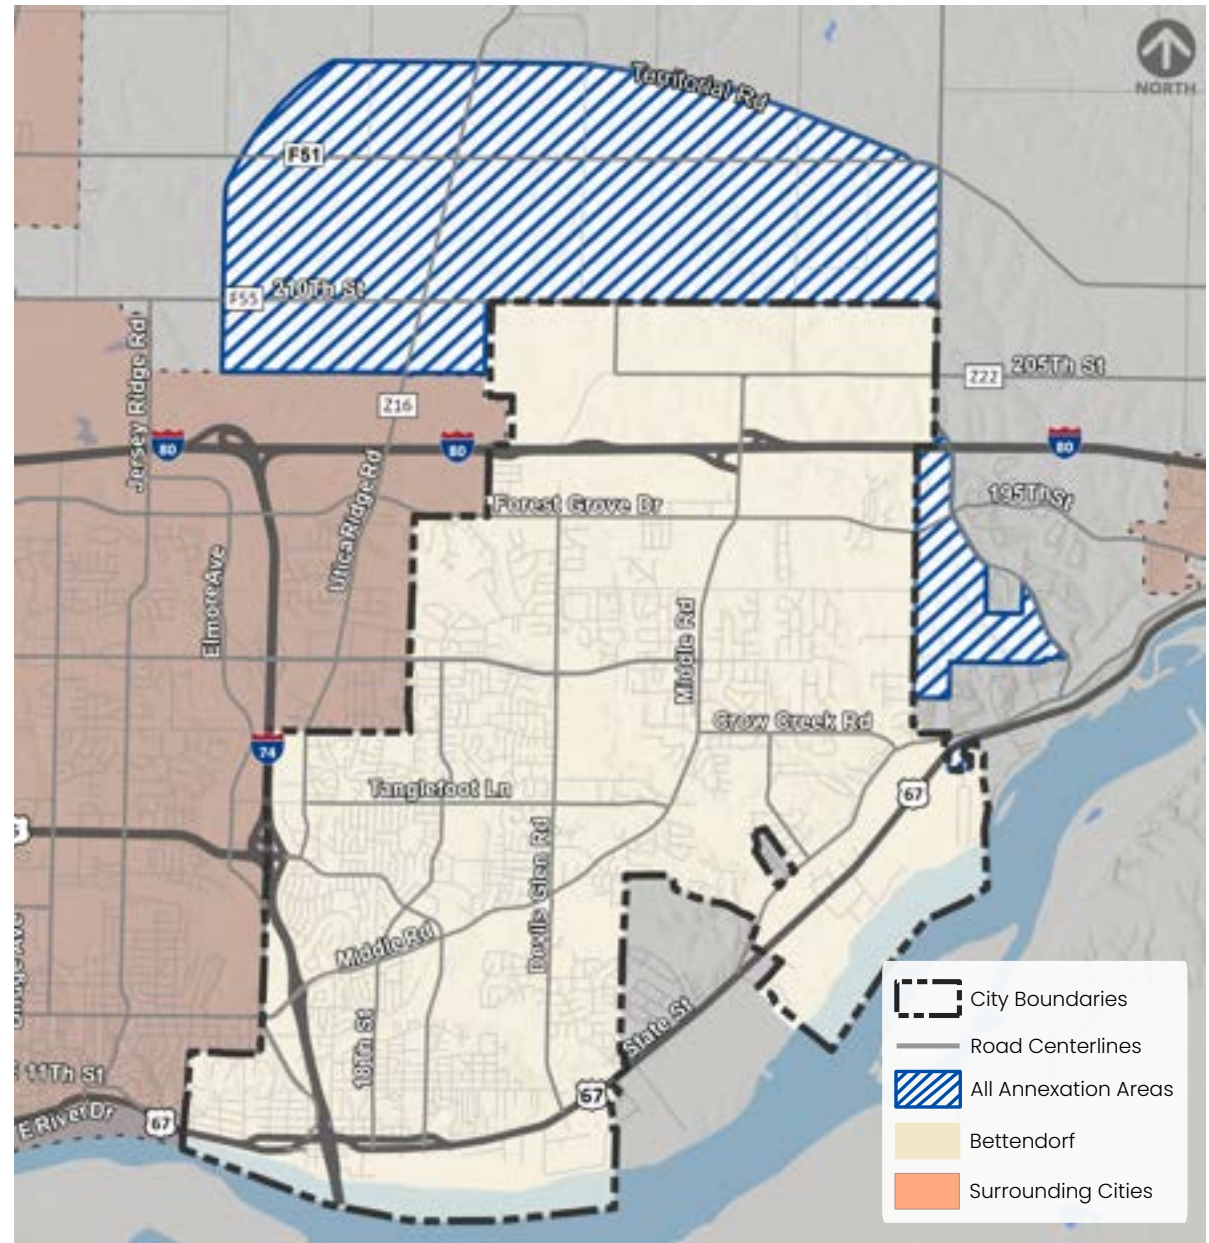 NORTH
Territorial Rd
F51
F55
210Th St
Jersey Ridge Rd
205Th St
Z22
Z16
80
80
80
Utica Ridge Rd
Forest Grove Dr
195Th St
Elmore Ave
Middle Rd
Crow Creek Rd
74
Tanglefoot Ln
67
Devils Glen Rd
Middle Rd
18Th St
State St
11Th St
E River Dr
67
67
City Boundaries
Road Centerlines
All Annexation Areas
Bettendorf
Surrounding Cities